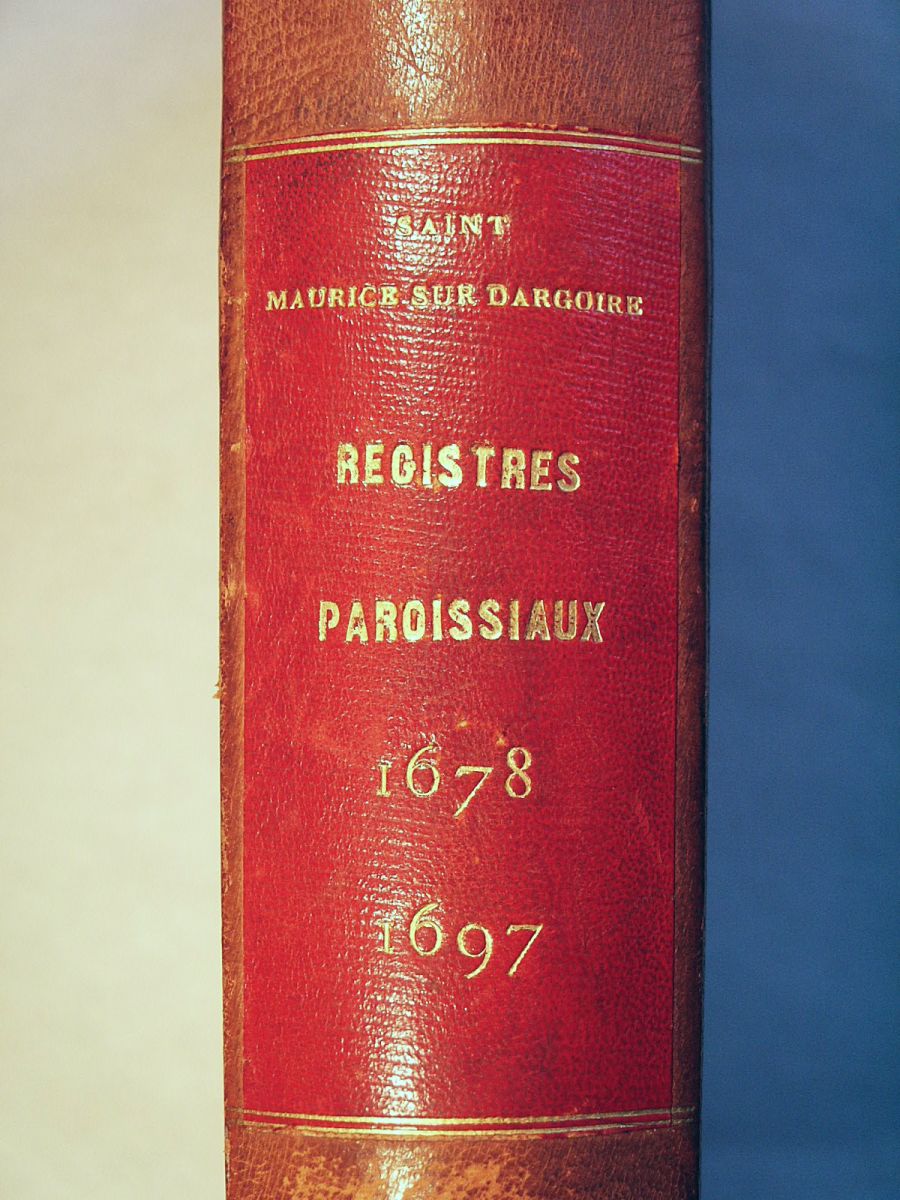 SAINT
MAURICE SUR DARGOIRE
REGISTRES
PAROISSIAUX
1678
1697